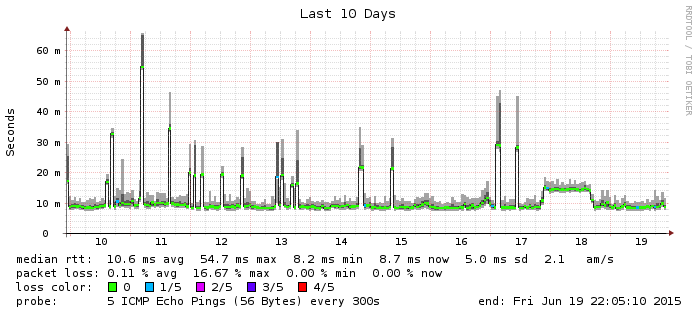 Last 10 Days
RRDTOOL / TOBI OETIKER
Seconds
60 m
50 m
40 m
30 m
20 m
10 m
0
10 11 12 13 14 15 16 17 18 19
median rtt: 10.6 ms avg 54.7 ms max 8.2 ms min 8.7 ms now 5.0 ms sd 2.1 am/s
packet loss: 0.11 % avg 16.67 % max 0.00 % min 0.00 % now
loss color: 0 1/5 2/5 3/5 4/5
probe: 5 ICMP Echo Pings (56 Bytes) every 300s end: Fri Jun 19 22:05:10 2015